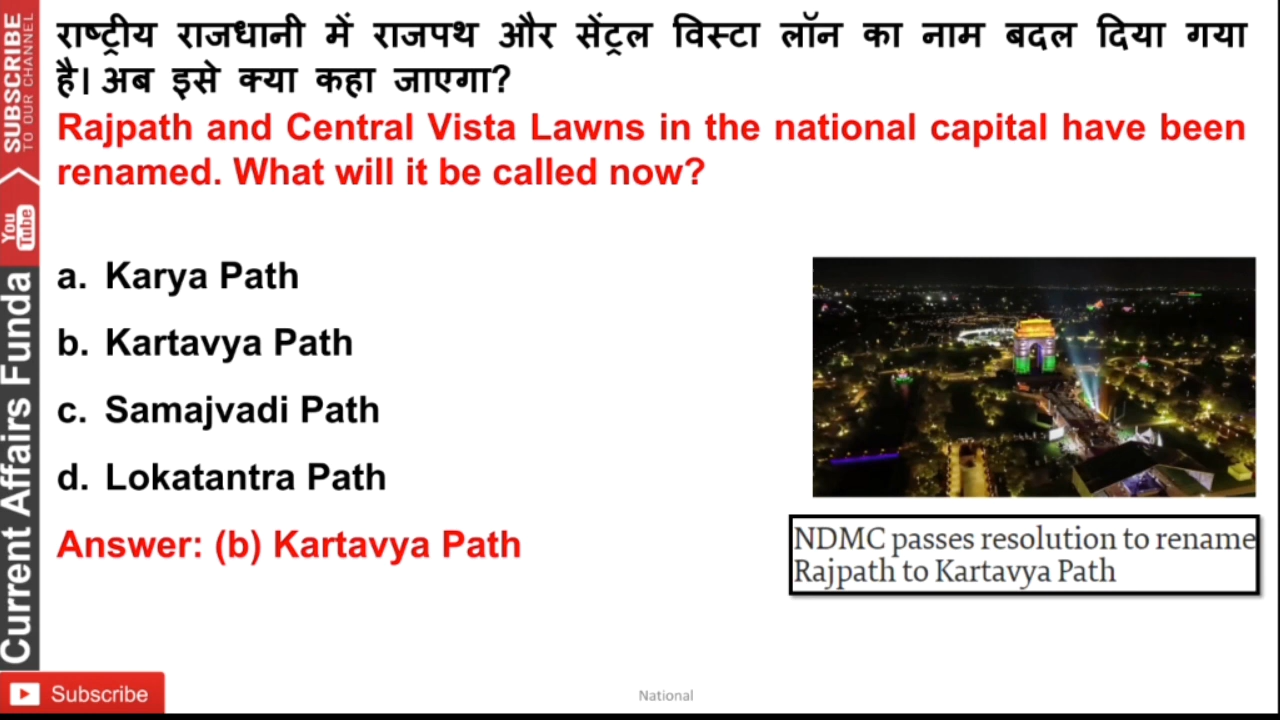 राष्ट्रीय राजधानी में राजपथ और सेंट्रल विस्टा लॉन का नाम बदल दिया गया
है। अब इसे क्या कहा जाएगा?
Rajpath and Central Vista Lawns in the national capital have been
renamed. What will it be called now?
a. Karya Path
b. Kartavya Path
c. Samajvadi Path
d. Lokatantra Path
Answer: (b) Kartavya Path
NDMC passes resolution to rename
Rajpath to Kartavya Path
SUBSCRIBE
TO OUR CHANNEL
You
Tube
Current Affairs Funda
Subscribe
National